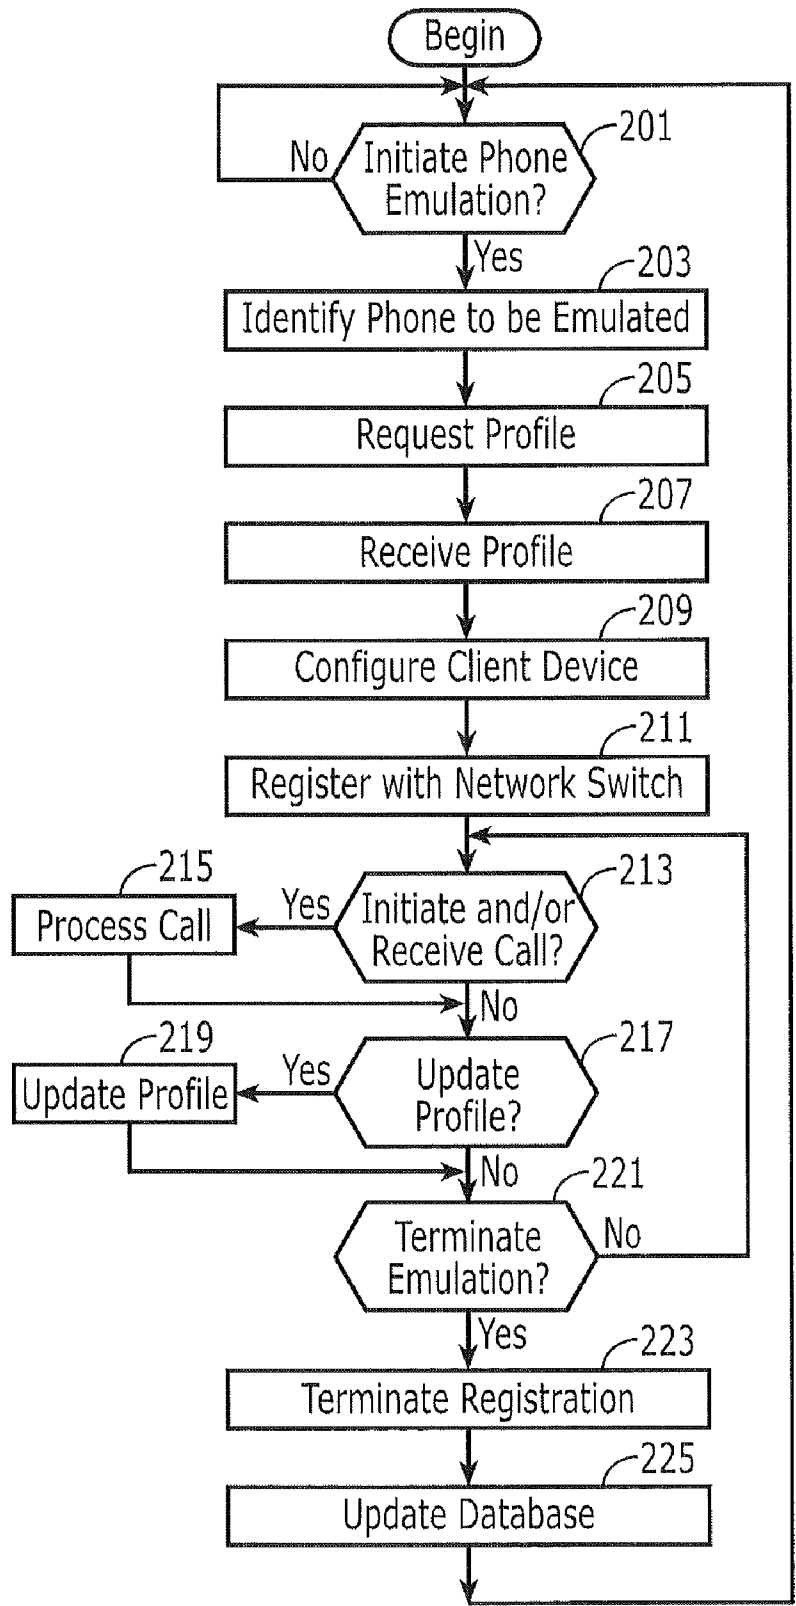 Begin
201
No
Initiate Phone
Emulation?
Yes
203
Identify Phone to be Emulated
205
Request Profile
207
Receive Profile
209
Configure Client Device
211
Register with Network Switch
215
213
Process Call
Yes
Initiate and/or
Receive Call?
No
219
217
Update Profile
Yes
Update
Profile?
No
221
Terminate
Emulation?
No
Yes
223
Terminate Registration
225
Update Database